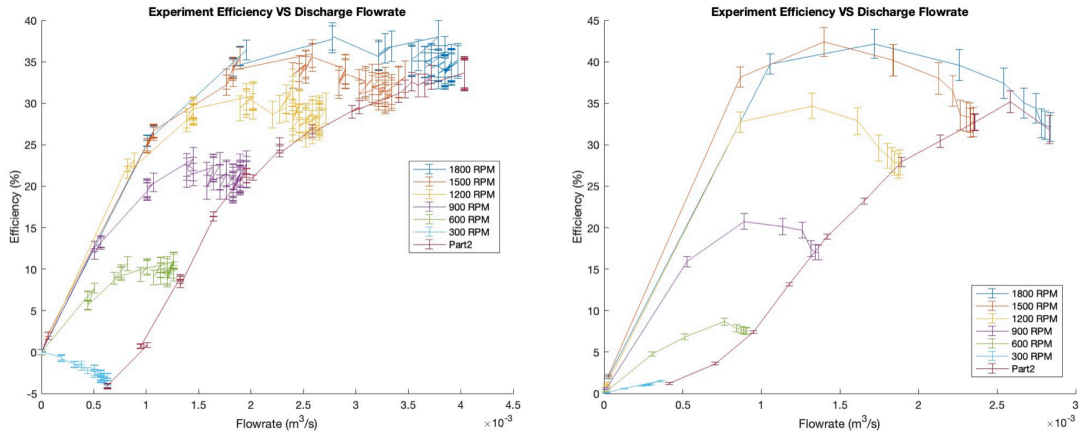 Experiment Efficiency VS Discharge Flowrate
40
35
30
25
20
15
10
5
0
-5
Efficiency (%)
0
0.5
1
1.5
2
2.5
3
3.5
4
4.5
×10⁻³
Flowrate (m³/s)
1800 RPM
1500 RPM
1200 RPM
900 RPM
600 RPM
300 RPM
Part2
Experiment Efficiency VS Discharge Flowrate
45
40
35
30
25
20
15
10
5
0
Efficiency (%)
0
0.5
1
1.5
2
2.5
3
×10⁻³
Flowrate (m³/s)
1800 RPM
1500 RPM
1200 RPM
900 RPM
600 RPM
300 RPM
Part2